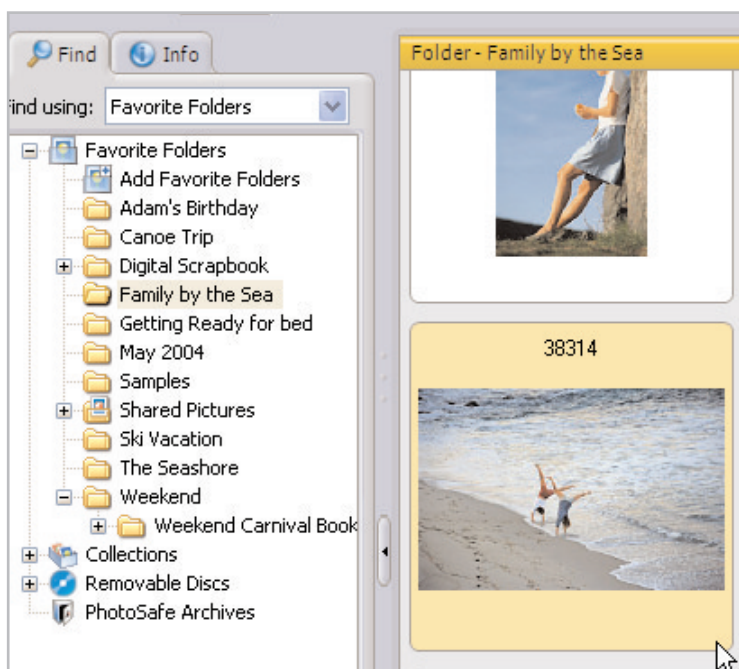 Find
Info
Find using:
Favorite Folders
Favorite Folders
Add Favorite Folders
Adam's Birthday
Canoe Trip
Digital Scrapbook
Family by the Sea
Getting Ready for bed
May 2004
Samples
Shared Pictures
Ski Vacation
The Seashore
Weekend
Weekend Carnival Book
Collections
Removable Discs
PhotoSafe Archives
Folder - Family by the Sea
38314